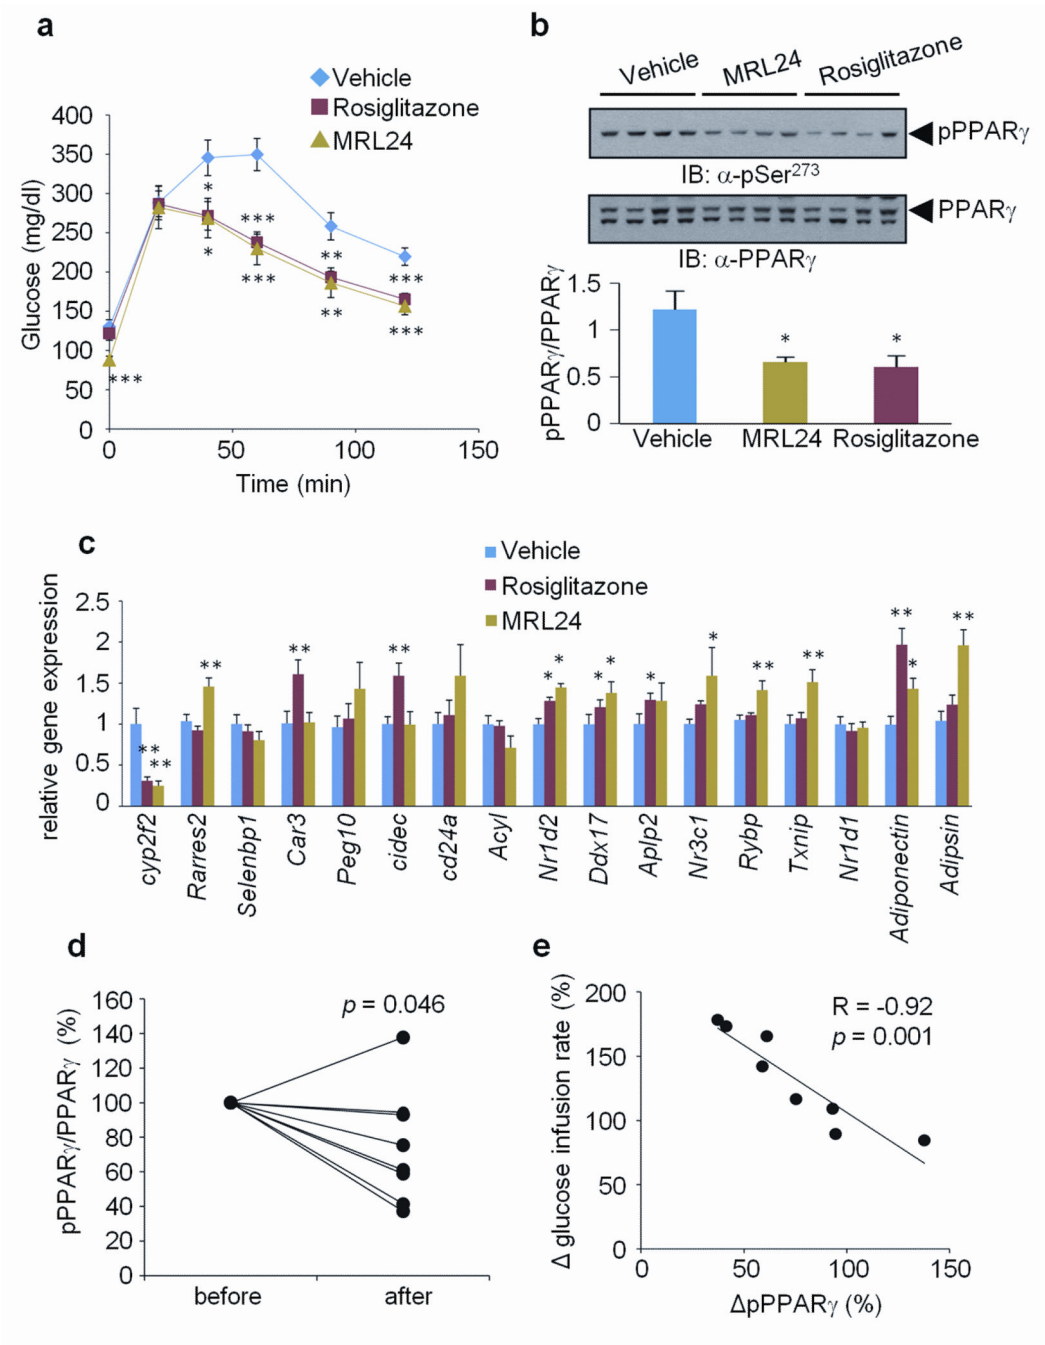 a
Vehicle
Rosiglitazone
MRL24
400
350
300
250
200
150
100
50
0
Glucose (mg/dl)
*
*
***
***
**
**
***
***
***
0
50
100
150
Time (min)
b
Vehicle
MRL24
Rosiglitazone
pPPARγ
IB: α-pSer273
PPARγ
IB: α-PPARγ
pPPARγ/PPARγ
1.5
1
0.5
0
*
*
Vehicle
MRL24
Rosiglitazone
c
Vehicle
Rosiglitazone
MRL24
relative gene expression
2.5
2
1.5
1
0.5
0
**
**
**
**
**
*
*
*
*
*
*
**
**
**
*
**
cyp2f2
Rarres2
Selenbp1
Car3
Peg10
cidec
cd24a
Acyl
Nr1d2
Ddx17
Aplp2
Nr3c1
Rybp
Txnip
Nr1d1
Adiponectin
Adipsin
d
pPPARγ/PPARγ (%)
160
140
120
100
80
60
40
20
0
p = 0.046
before
after
e
Δ glucose infusion rate (%)
200
150
100
50
0
R = -0.92
p = 0.001
0
50
100
150
ΔpPPARγ (%)